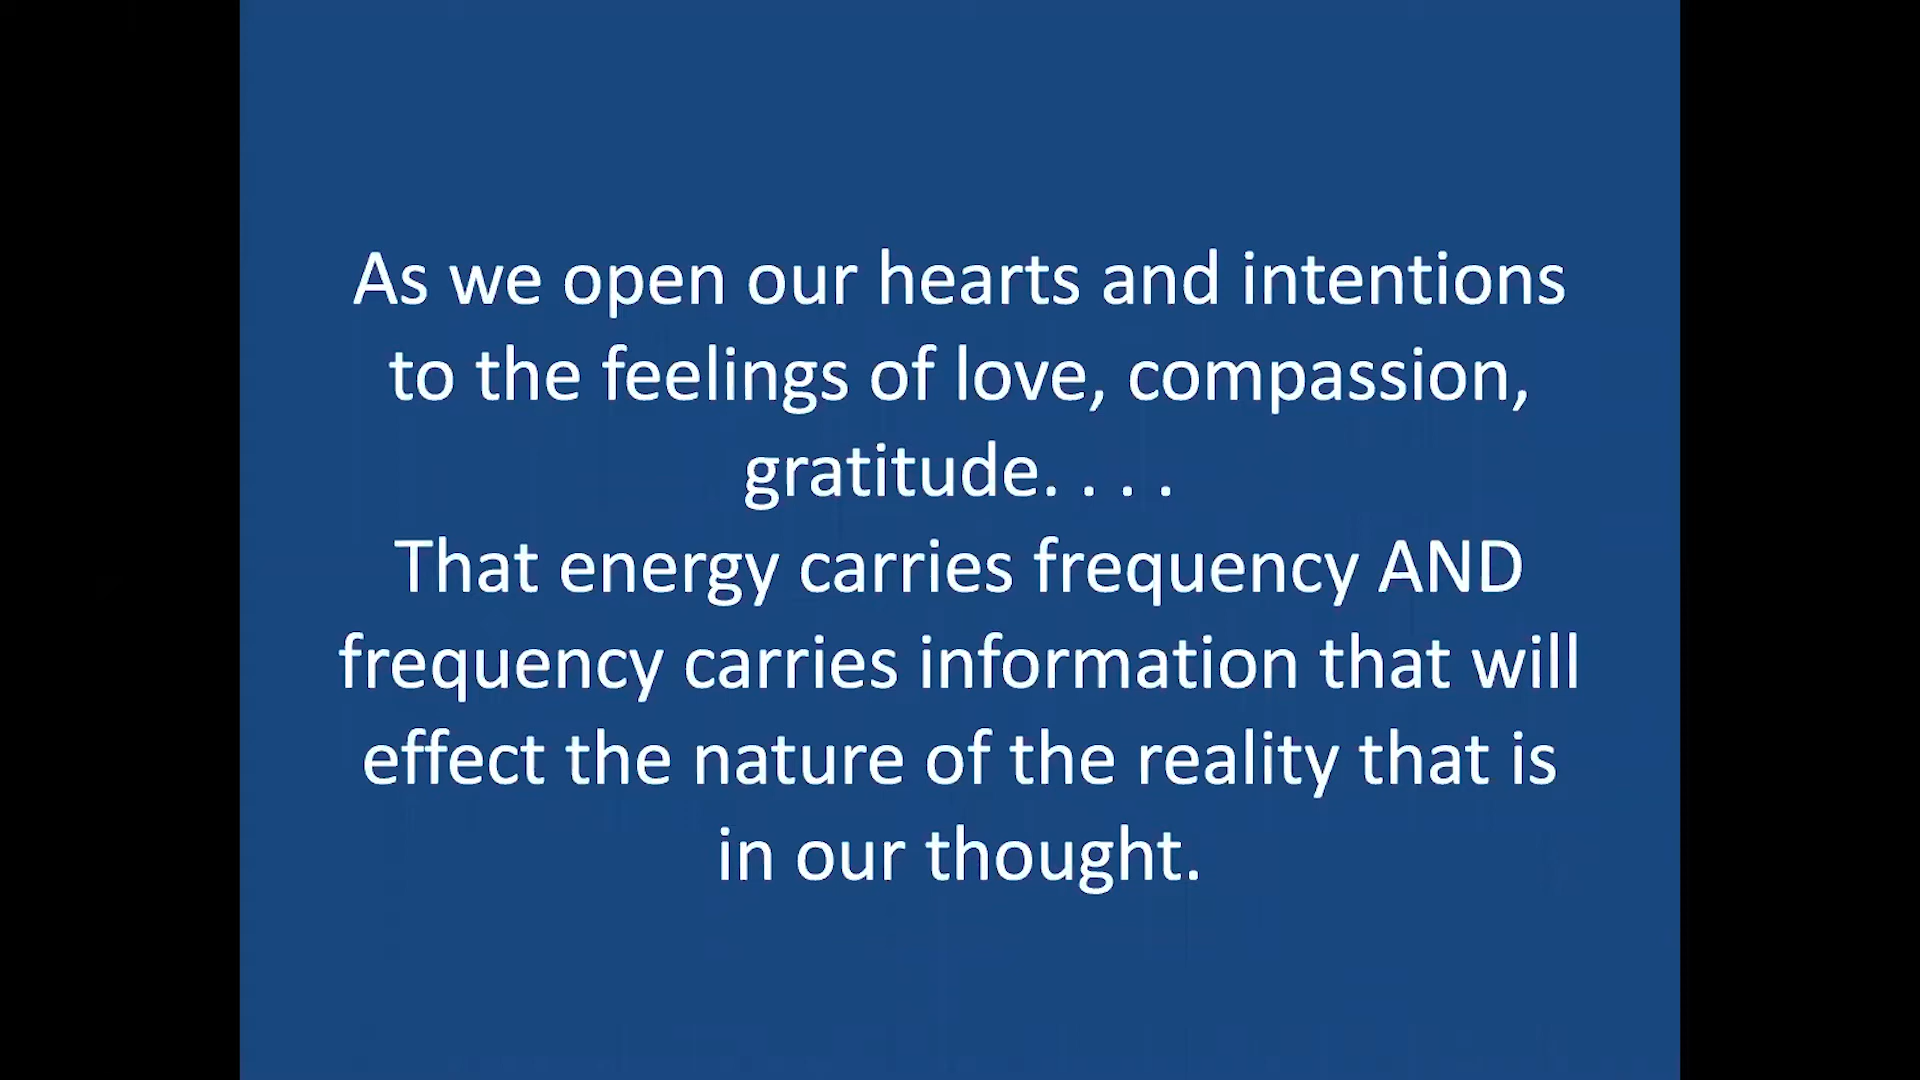 As we open our hearts and intentions
to the feelings of love, compassion,
gratitude. . . .
That energy carries frequency AND
frequency carries information that will
effect the nature of the reality that is
in our thought.